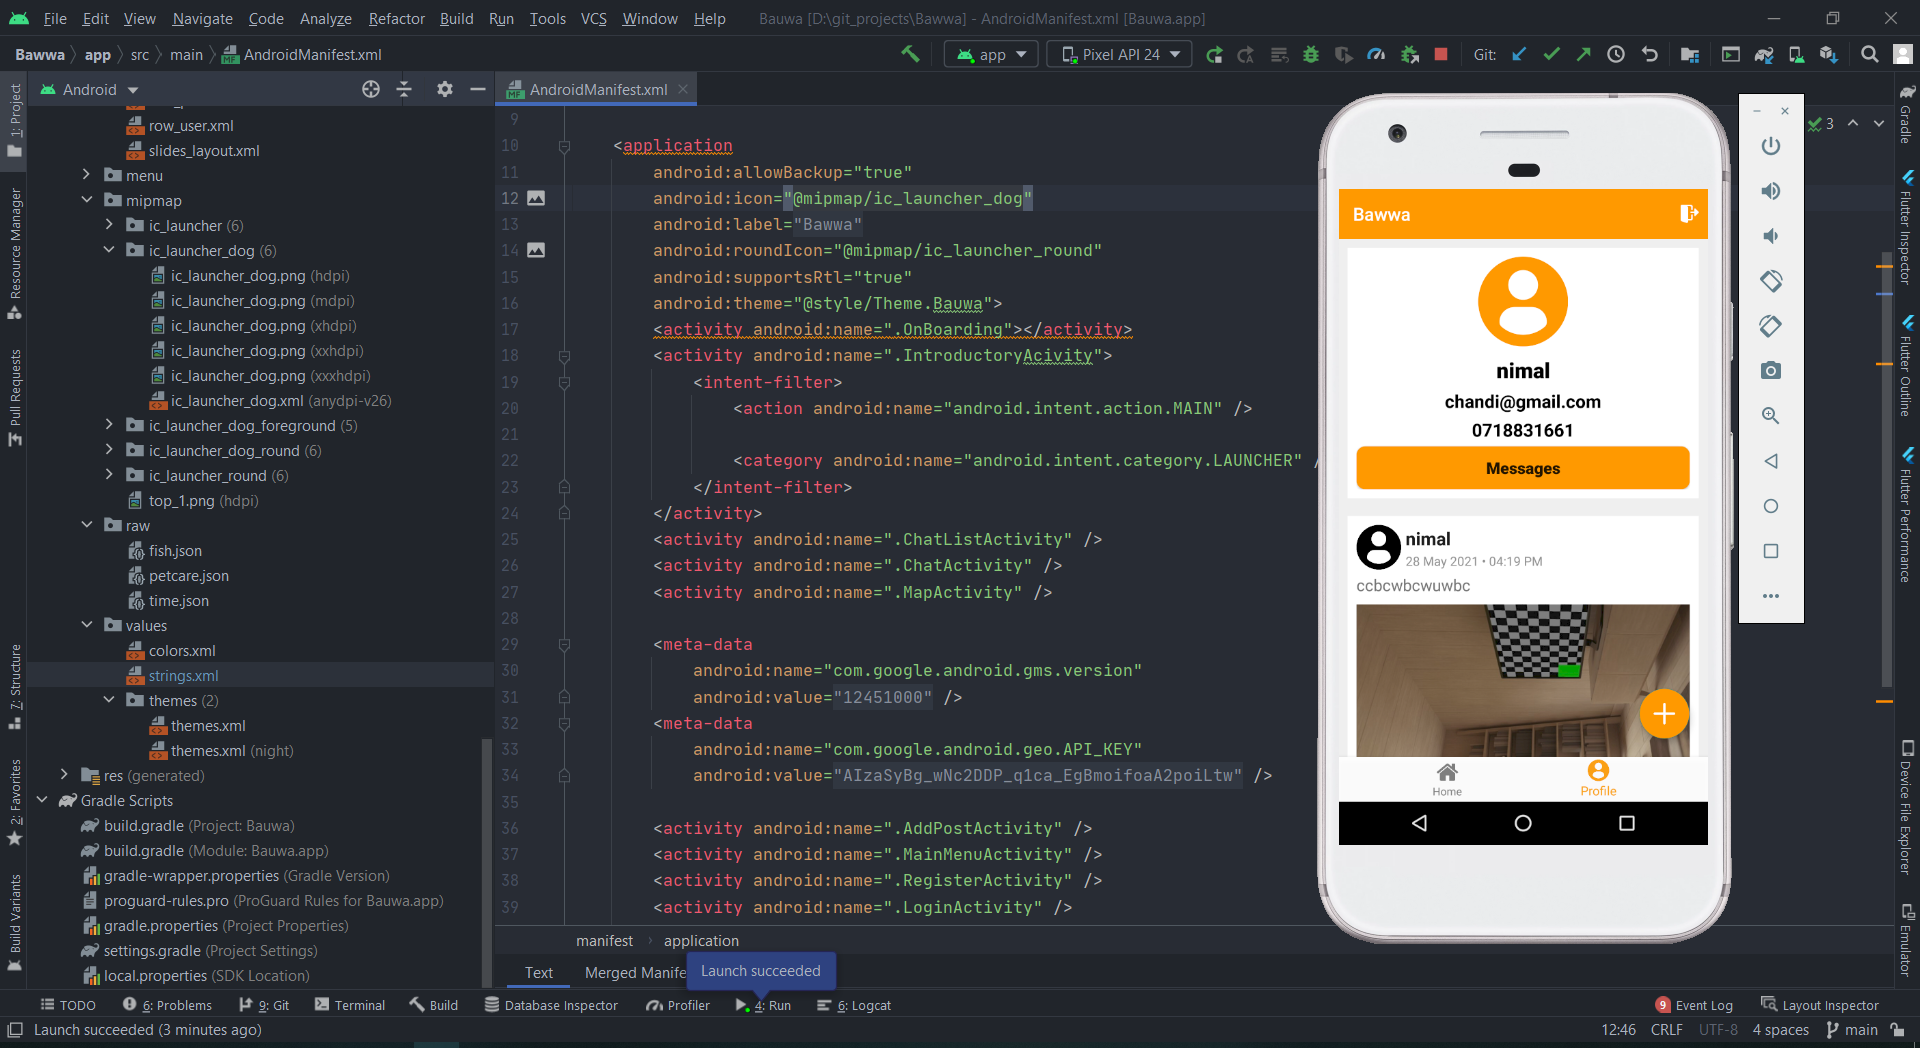 File Edit View Navigate Code Analyze Refactor Build Run Tools VCS Window Help Bauwa [D:\git_projects\Bawwa] - AndroidManifest.xml [Bauwa.app]
Bawwa app src main AndroidManifest.xml app Pixel API 24 Git:
Android
AndroidManifest.xml
1: Project
Resource Manager
Pull Requests
7: Structure
2: Favorites
Build Variants
row_user.xml
slides_layout.xml
menu
mipmap
ic_launcher (6)
ic_launcher_dog (6)
ic_launcher_dog.png (hdpi)
ic_launcher_dog.png (mdpi)
ic_launcher_dog.png (xhdpi)
ic_launcher_dog.png (xxhdpi)
ic_launcher_dog.png (xxxhdpi)
ic_launcher_dog.xml (anydpi-v26)
ic_launcher_dog_foreground (5)
ic_launcher_dog_round (6)
ic_launcher_round (6)
top_1.png (hdpi)
raw
fish.json
petcare.json
time.json
values
colors.xml
strings.xml
themes (2)
themes.xml
themes.xml (night)
res (generated)
Gradle Scripts
build.gradle (Project: Bauwa)
build.gradle (Module: Bauwa.app)
gradle-wrapper.properties (Gradle Version)
proguard-rules.pro (ProGuard Rules for Bauwa.app)
gradle.properties (Project Properties)
settings.gradle (Project Settings)
local.properties (SDK Location)
9
10 <application
11 android:allowBackup="true"
12 android:icon="@mipmap/ic_launcher_dog"
13 android:label="Bawwa"
14 android:roundIcon="@mipmap/ic_launcher_round"
15 android:supportsRtl="true"
16 android:theme="@style/Theme.Bauwa">
17 <activity android:name=".OnBoarding"></activity>
18 <activity android:name=".IntroductoryAcivity">
19 <intent-filter>
20 <action android:name="android.intent.action.MAIN" />
21
22 <category android:name="android.intent.category.LAUNCHER" /
23 </intent-filter>
24 </activity>
25 <activity android:name=".ChatListActivity" />
26 <activity android:name=".ChatActivity" />
27 <activity android:name=".MapActivity" />
28
29 <meta-data
30 android:name="com.google.android.gms.version"
31 android:value="12451000" />
32 <meta-data
33 android:name="com.google.android.geo.API_KEY"
34 android:value="AIzaSyBg_wNc2DDP_q1ca_EgBmoifoaA2poiLtw" />
35
36 <activity android:name=".AddPostActivity" />
37 <activity android:name=".MainMenuActivity" />
38 <activity android:name=".RegisterActivity" />
39 <activity android:name=".LoginActivity" />
manifest application
Text Merged Manife
Launch succeeded
Bawwa
nimal
chandi@gmail.com
0718831661
Messages
nimal
28 May 2021 • 04:19 PM
ccbcwbcwuwbc
Home Profile
3
Gradle
Flutter Inspector
Flutter Outline
Flutter Performance
Device File Explorer
Emulator
TODO 6: Problems 9: Git Terminal Build Database Inspector Profiler 4: Run 6: Logcat 9 Event Log Layout Inspector
Launch succeeded (3 minutes ago) 12:46 CRLF UTF-8 4 spaces main